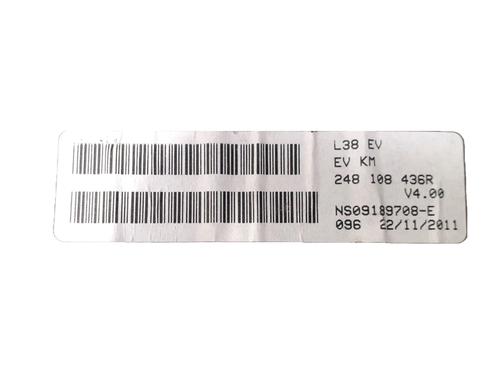 L38 EV
EV KM
248 108 436R
V4.00
NS09189708-E
096 22/11/2011